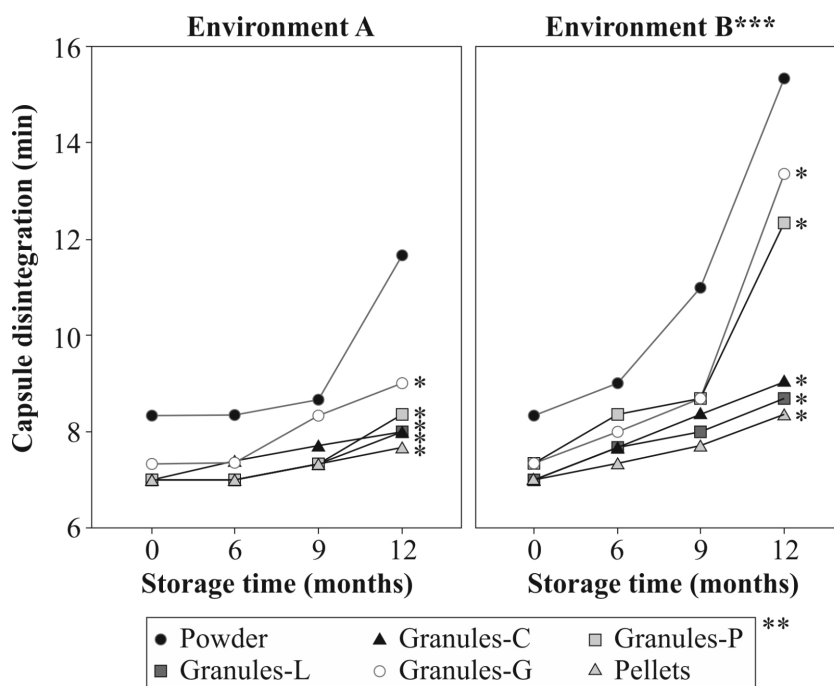 Environment A
Environment B***
Capsule disintegration (min)
16
14
12
10
8
6
*
*
*
*
*
*
*
*
*
*
0 6 9 12
0 6 9 12
Storage time (months)
Storage time (months)
Powder Granules-C Granules-P **
Granules-L Granules-G Pellets